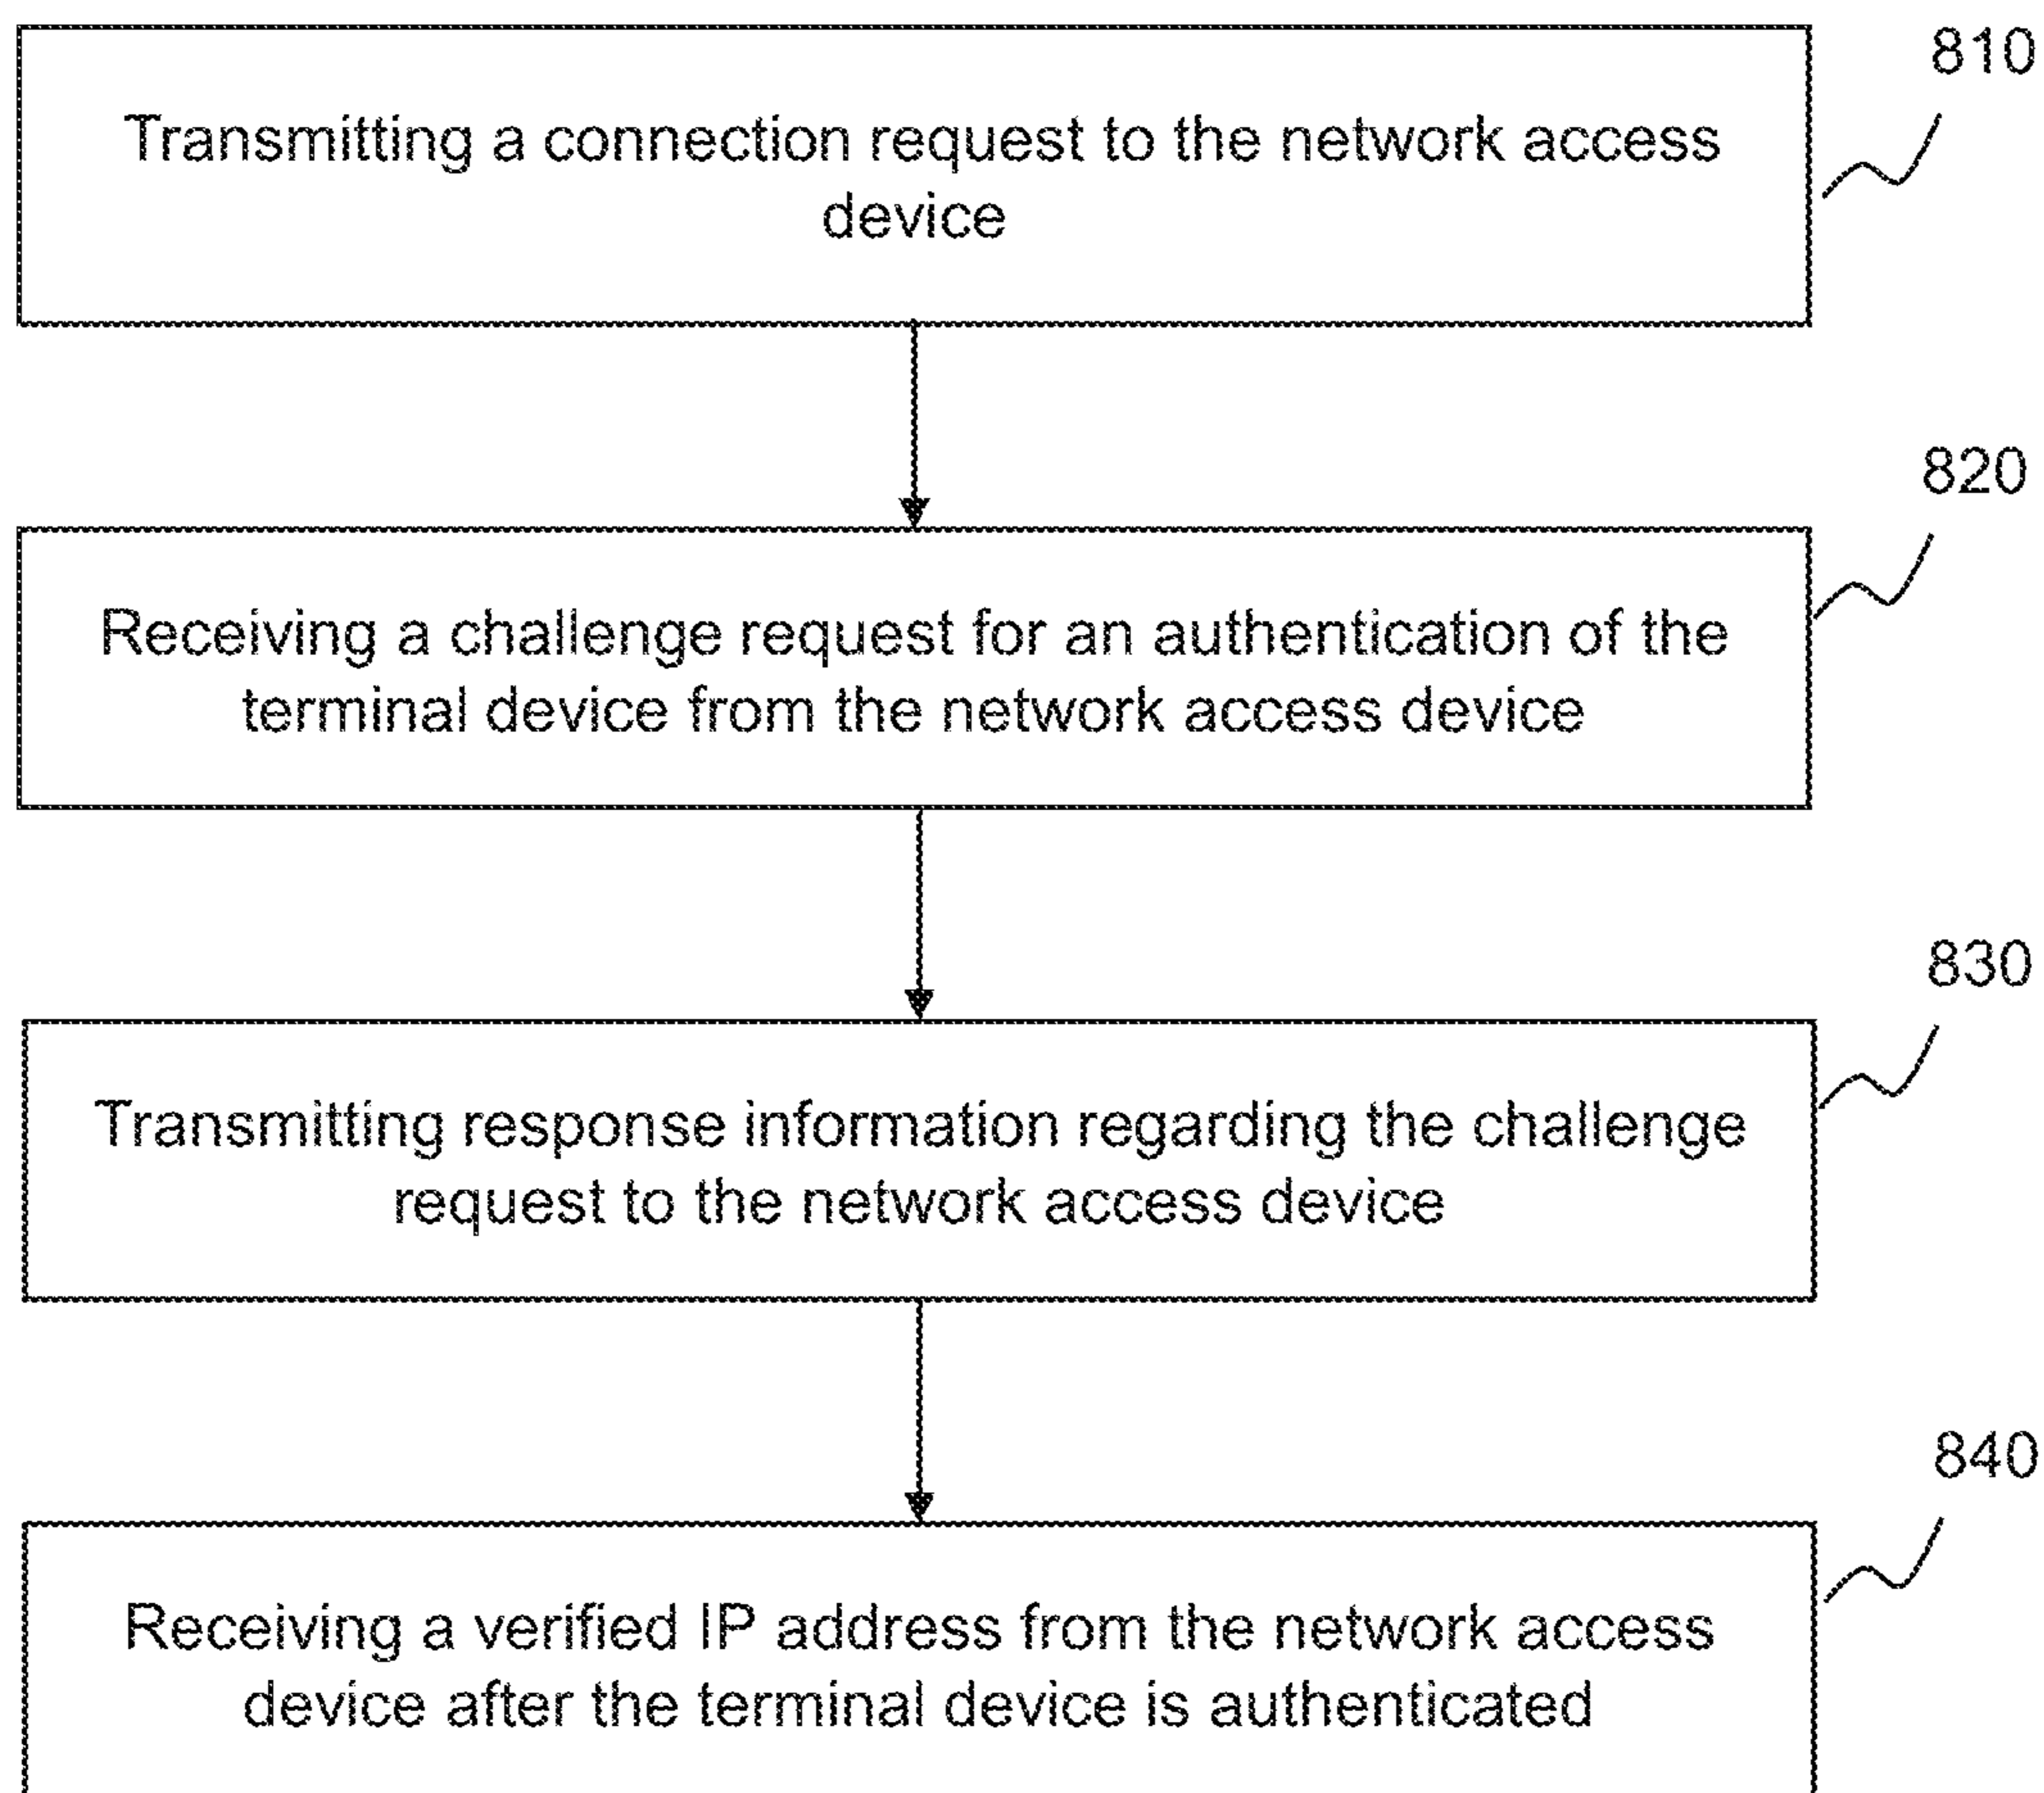 810
Transmitting a connection request to the network access
device
820
Receiving a challenge request for an authentication of the
terminal device from the network access device
830
Transmitting response information regarding the challenge
request to the network access device
840
Receiving a verified IP address from the network access
device after the terminal device is authenticated